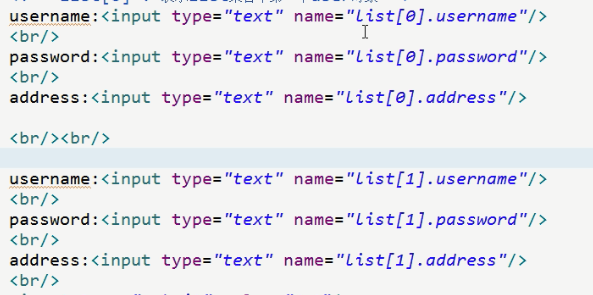 username:<input type="text" name="list[0].username"/>
<br/>
password:<input type="text" name="list[0].password"/>
<br/>
address:<input type="text" name="list[0].address"/>
<br/><br/>
username:<input type="text" name="list[1].username"/>
<br/>
password:<input type="text" name="list[1].password"/>
<br/>
address:<input type="text" name="list[1].address"/>
<br/>